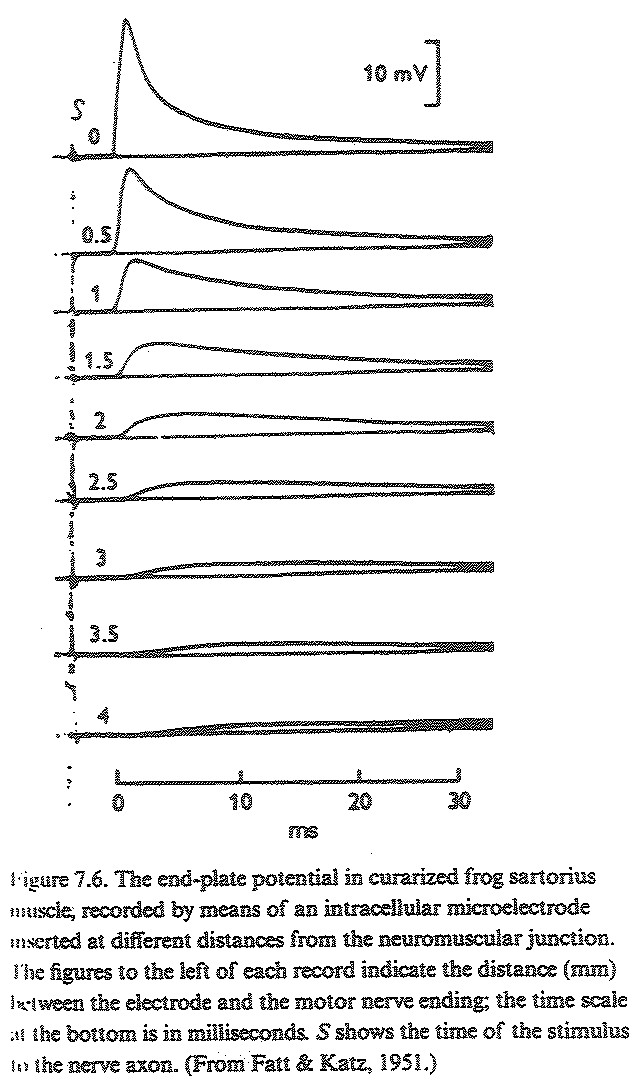 10 mV
S
0
0.5
1
1.5
2
2.5
3
3.5
4
0 10 20 30
ms
Figure 7.6. The end-plate potential in curarized frog sartorius
muscle, recorded by means of an intracellular microelectrode
inserted at different distances from the neuromuscular junction.
The figures to the left of each record indicate the distance (mm)
between the electrode and the motor nerve ending; the time scale
at the bottom is in milliseconds. S shows the time of the stimulus
to the nerve axon. (From Fatt & Katz, 1951.)